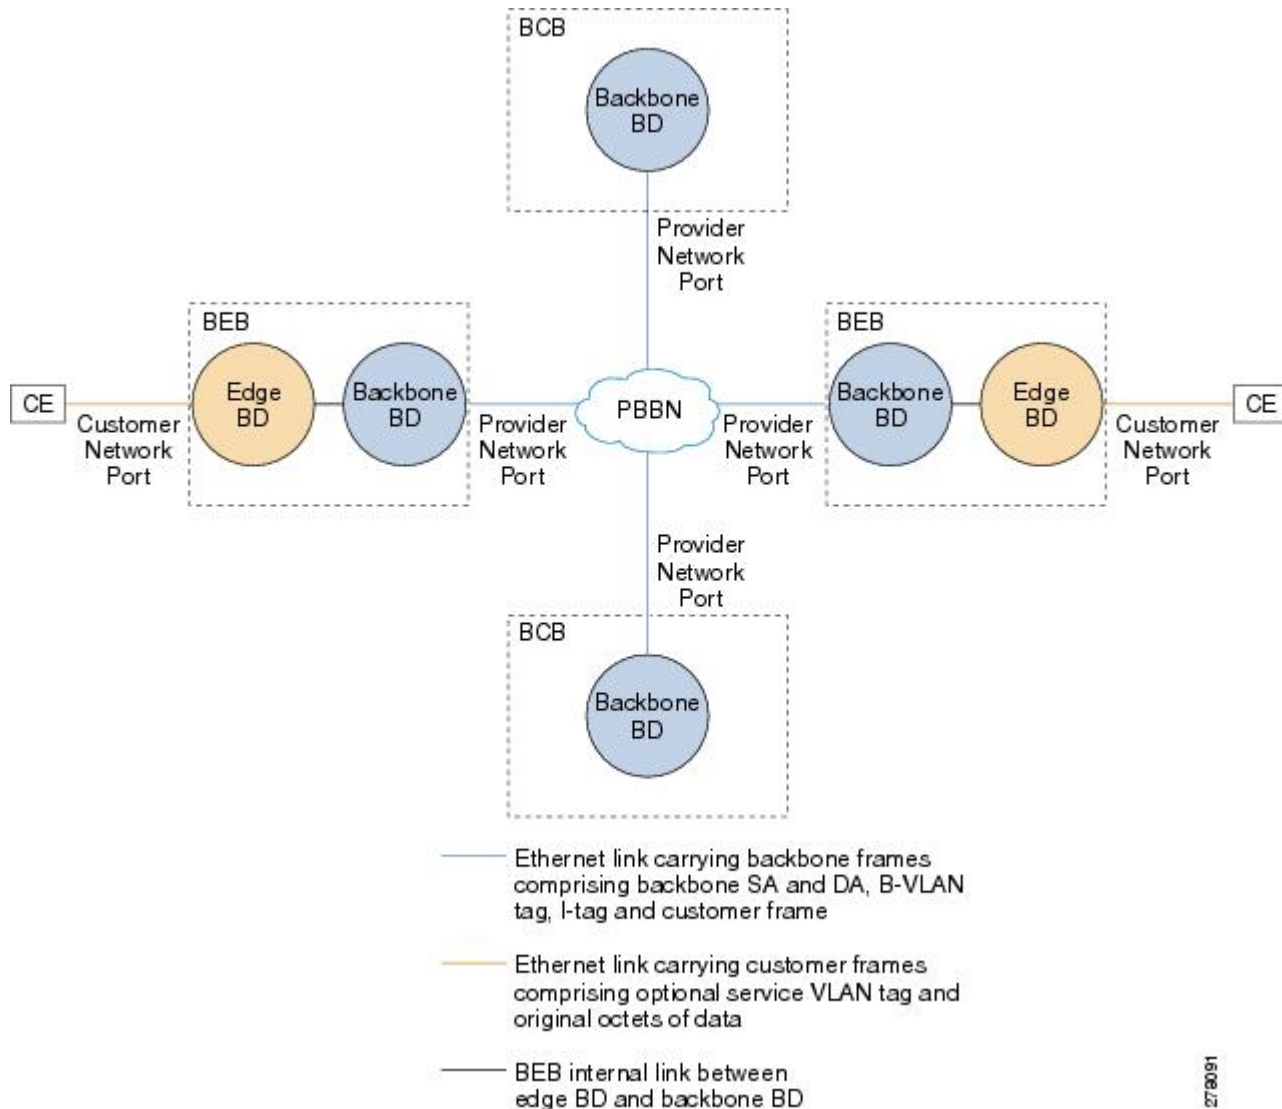 BCB
Backbone
BD
Provider
Network
Port
BEB
Edge
BD
Backbone
BD
CE
Customer
Network
Port
Provider
Network
Port
PBBN
Provider
Network
Port
BEB
Backbone
BD
Edge
BD
CE
Customer
Network
Port
Provider
Network
Port
BCB
Backbone
BD
Ethernet link carrying backbone frames
comprising backbone SA and DA, B-VLAN
tag, I-tag and customer frame
Ethernet link carrying customer frames
comprising optional service VLAN tag and
original octets of data
BEB internal link between
edge BD and backbone BD
279091